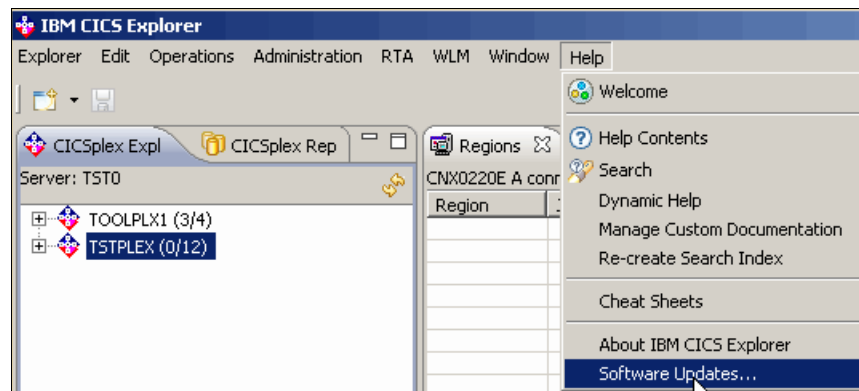 IBM CICS Explorer
Explorer Edit Operations Administration RTA WLM Window Help
Welcome
CICSplex Expl CICSplex Rep Regions
Help Contents
Server: TST0
CNX0220E A conn
Search
Region
Dynamic Help
TOOLPLX1 (3/4)
Manage Custom Documentation
TSTPLEX (0/12)
Re-create Search Index
Cheat Sheets
About IBM CICS Explorer
Software Updates...